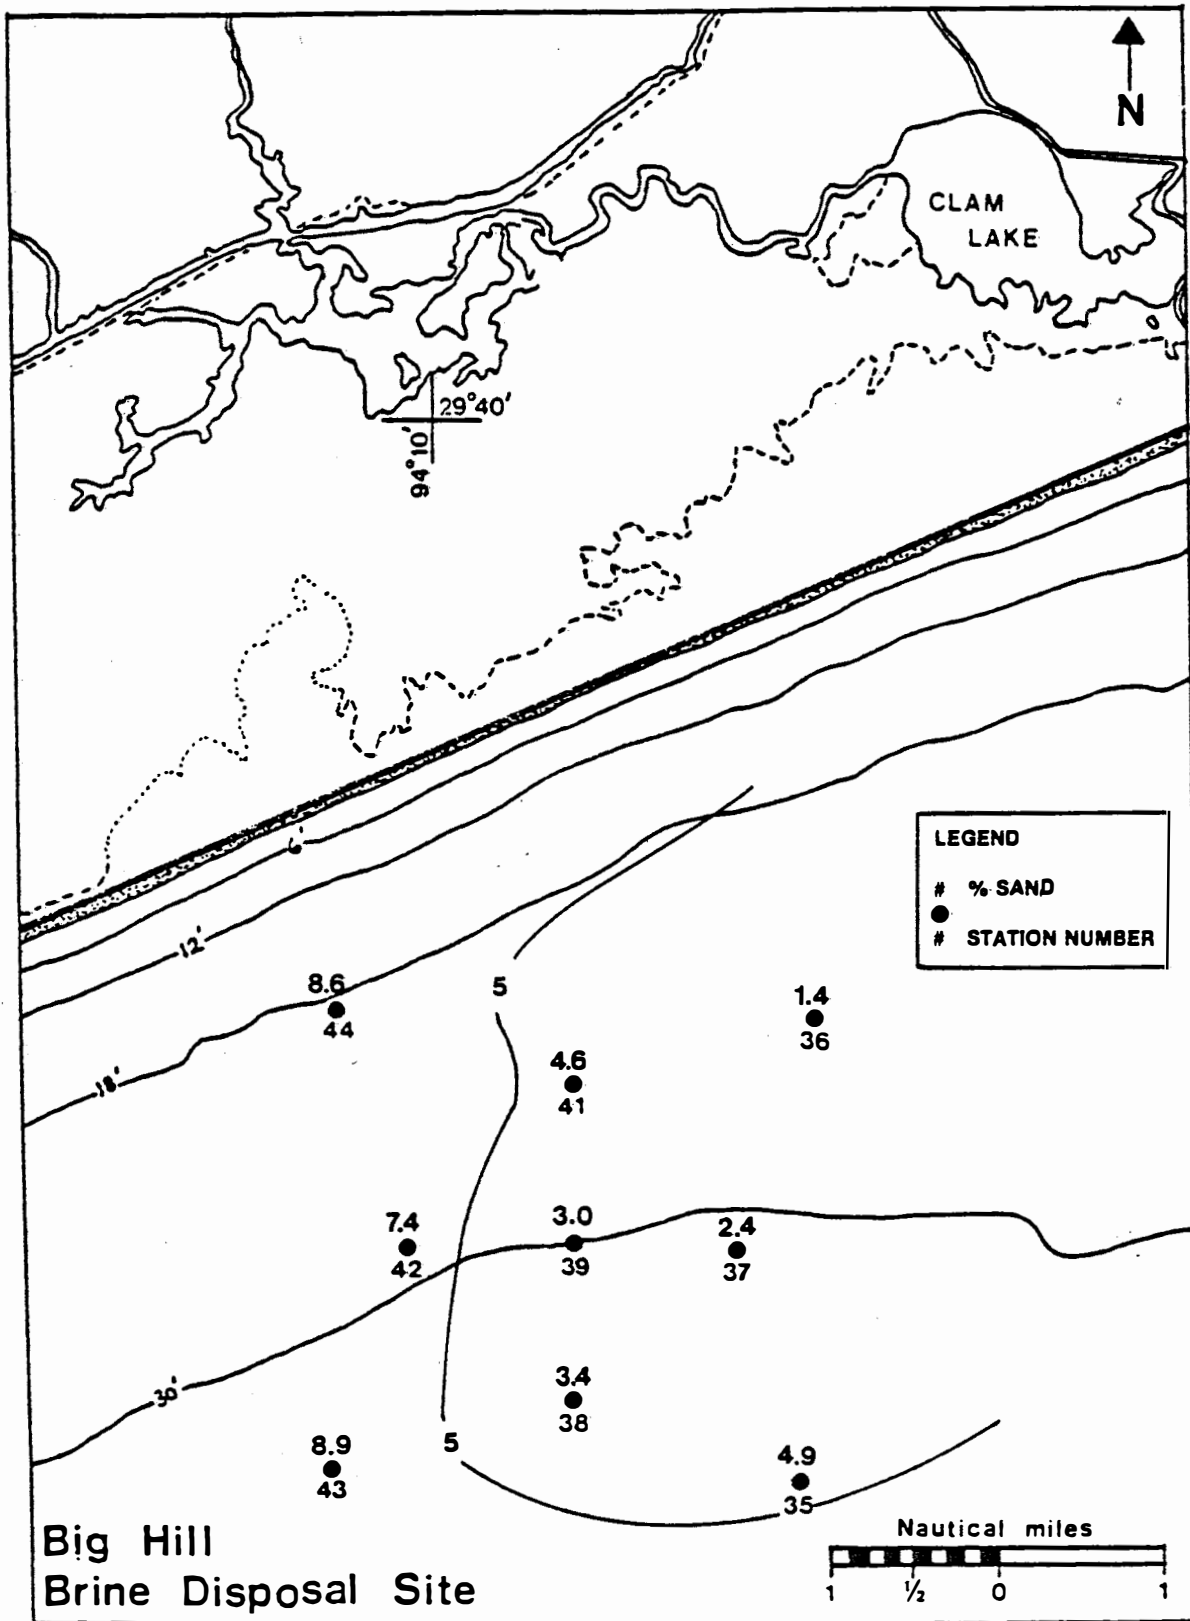 N
CLAM
LAKE
29°40'
94°10'
6'
LEGEND
# % SAND
# STATION NUMBER
12'
8.6
44
5
1.4
36
4.6
41
18'
7.4
42
3.0
39
2.4
37
3.4
38
30'
5
8.9
43
4.9
35
Big Hill
Brine Disposal Site
Nautical miles
1 ½ 0 1